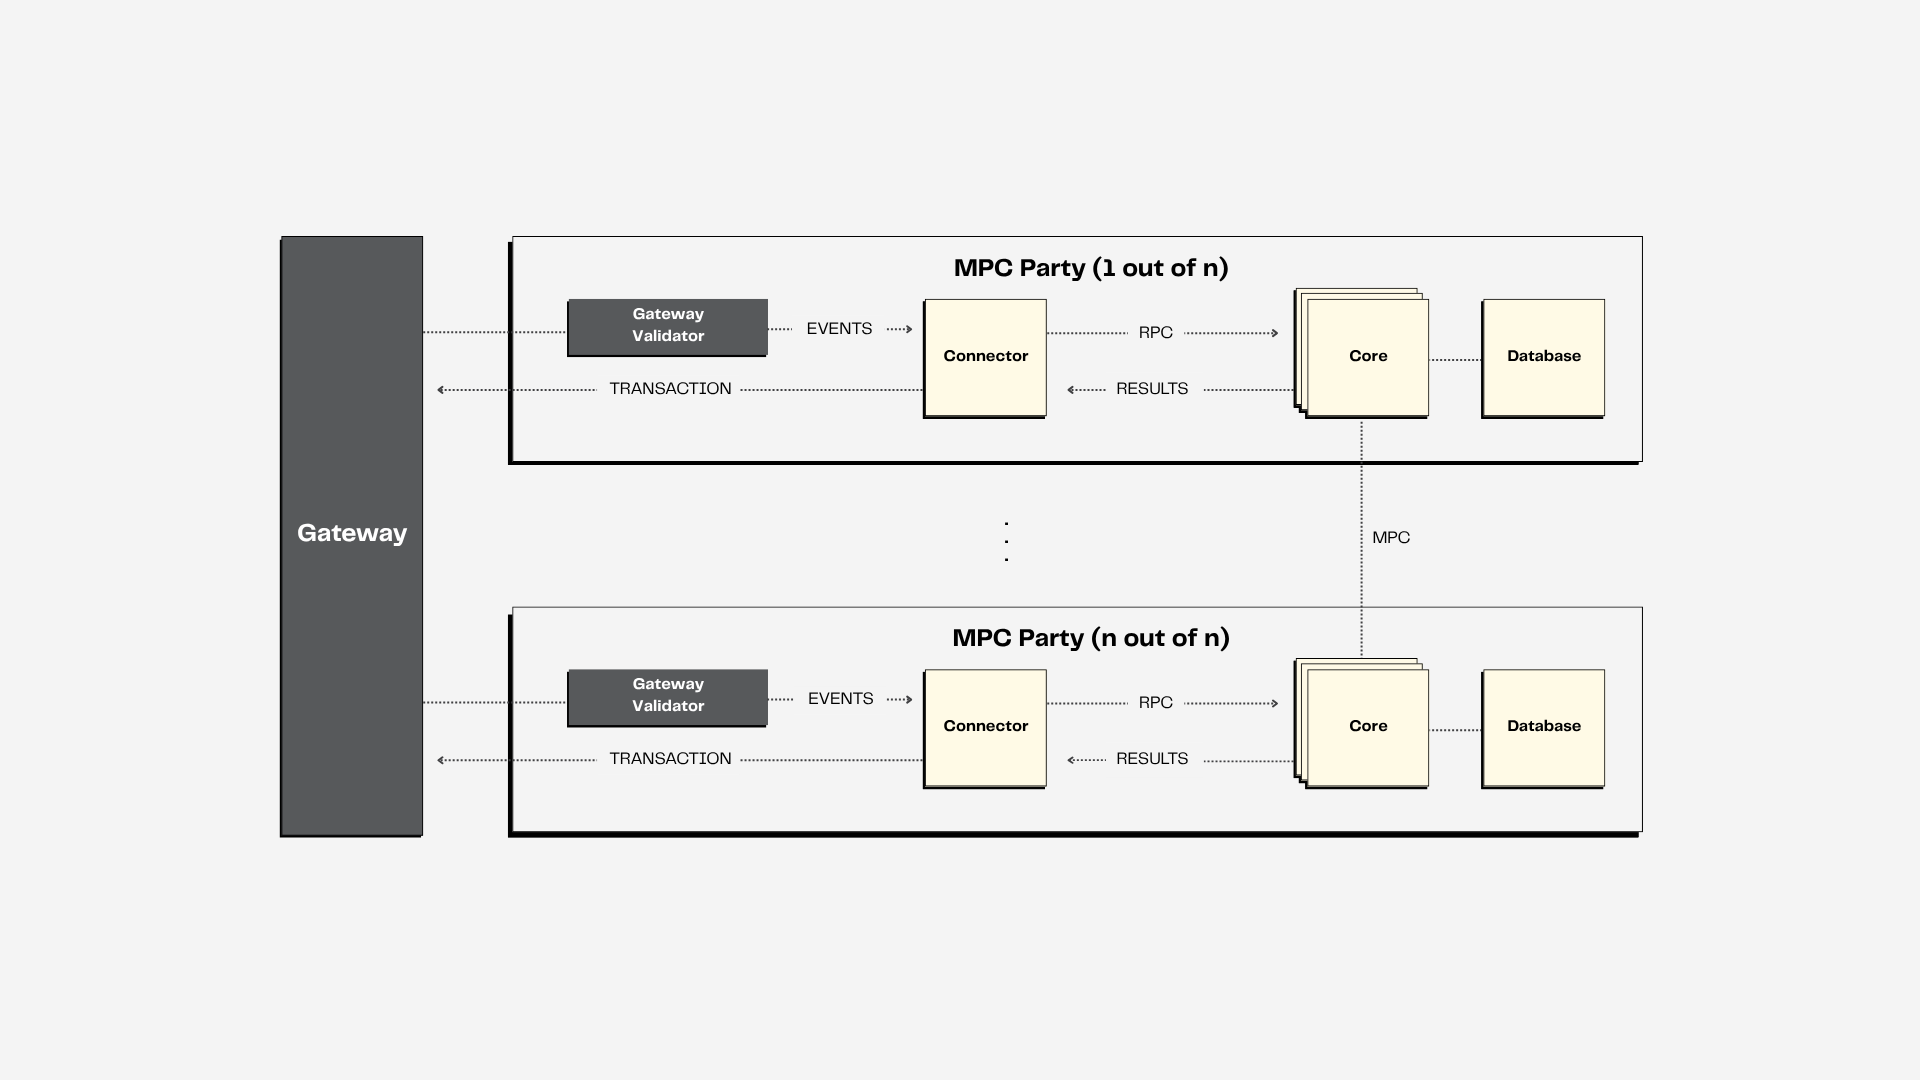 Gateway
MPC Party (1 out of n)
Gateway
Validator
EVENTS
Connector
RPC
Core
Database
TRANSACTION
RESULTS
MPC
MPC Party (n out of n)
Gateway
Validator
EVENTS
Connector
RPC
Core
Database
TRANSACTION
RESULTS